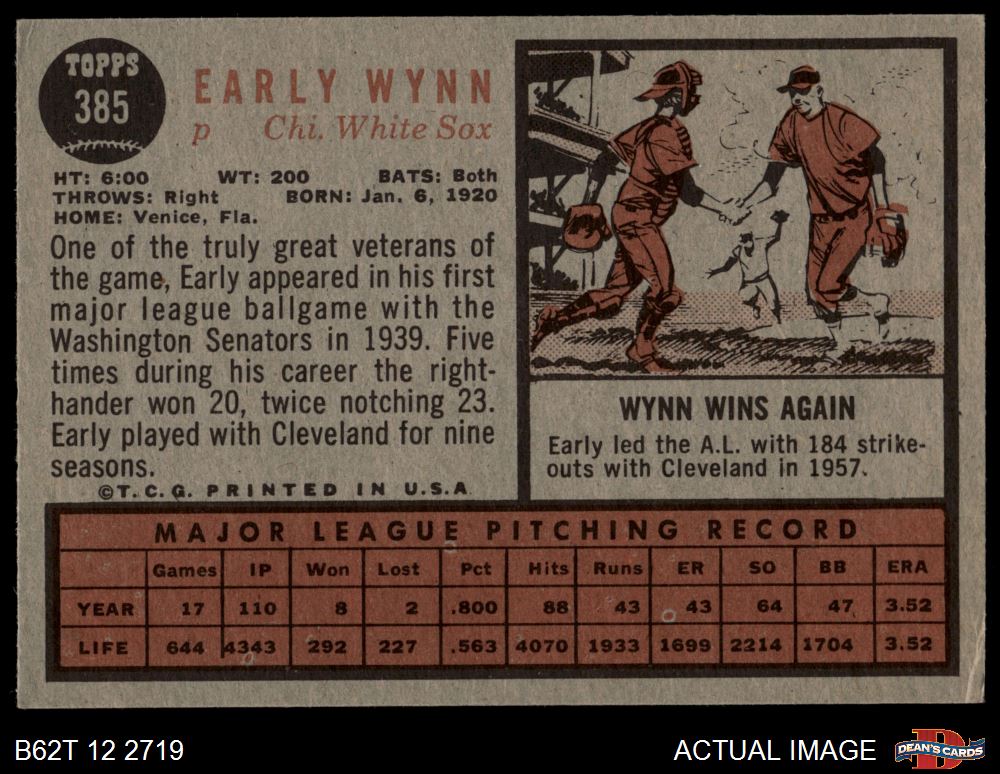 TOPPS
385
EARLY WYNN
p Chi. White Sox
HT: 6:00 WT: 200 BATS: Both
THROWS: Right BORN: Jan. 6, 1920
HOME: Venice, Fla.
One of the truly great veterans of
the game, Early appeared in his first
major league ballgame with the
Washington Senators in 1939. Five
times during his career the right-
hander won 20, twice notching 23.
Early played with Cleveland for nine
seasons.
©T.C.G. PRINTED IN U.S.A.
WYNN WINS AGAIN
Early led the A.L. with 184 strike-
outs with Cleveland in 1957.
MAJOR LEAGUE PITCHING RECORD
Games IP Won Lost Pct Hits Runs ER SO BB ERA
YEAR 17 110 8 2 .800 88 43 43 64 47 3.52
LIFE 644 4343 292 227 .563 4070 1933 1699 2214 1704 3.52
B62T 12 2719
ACTUAL IMAGE
D
DEAN'S CARDS